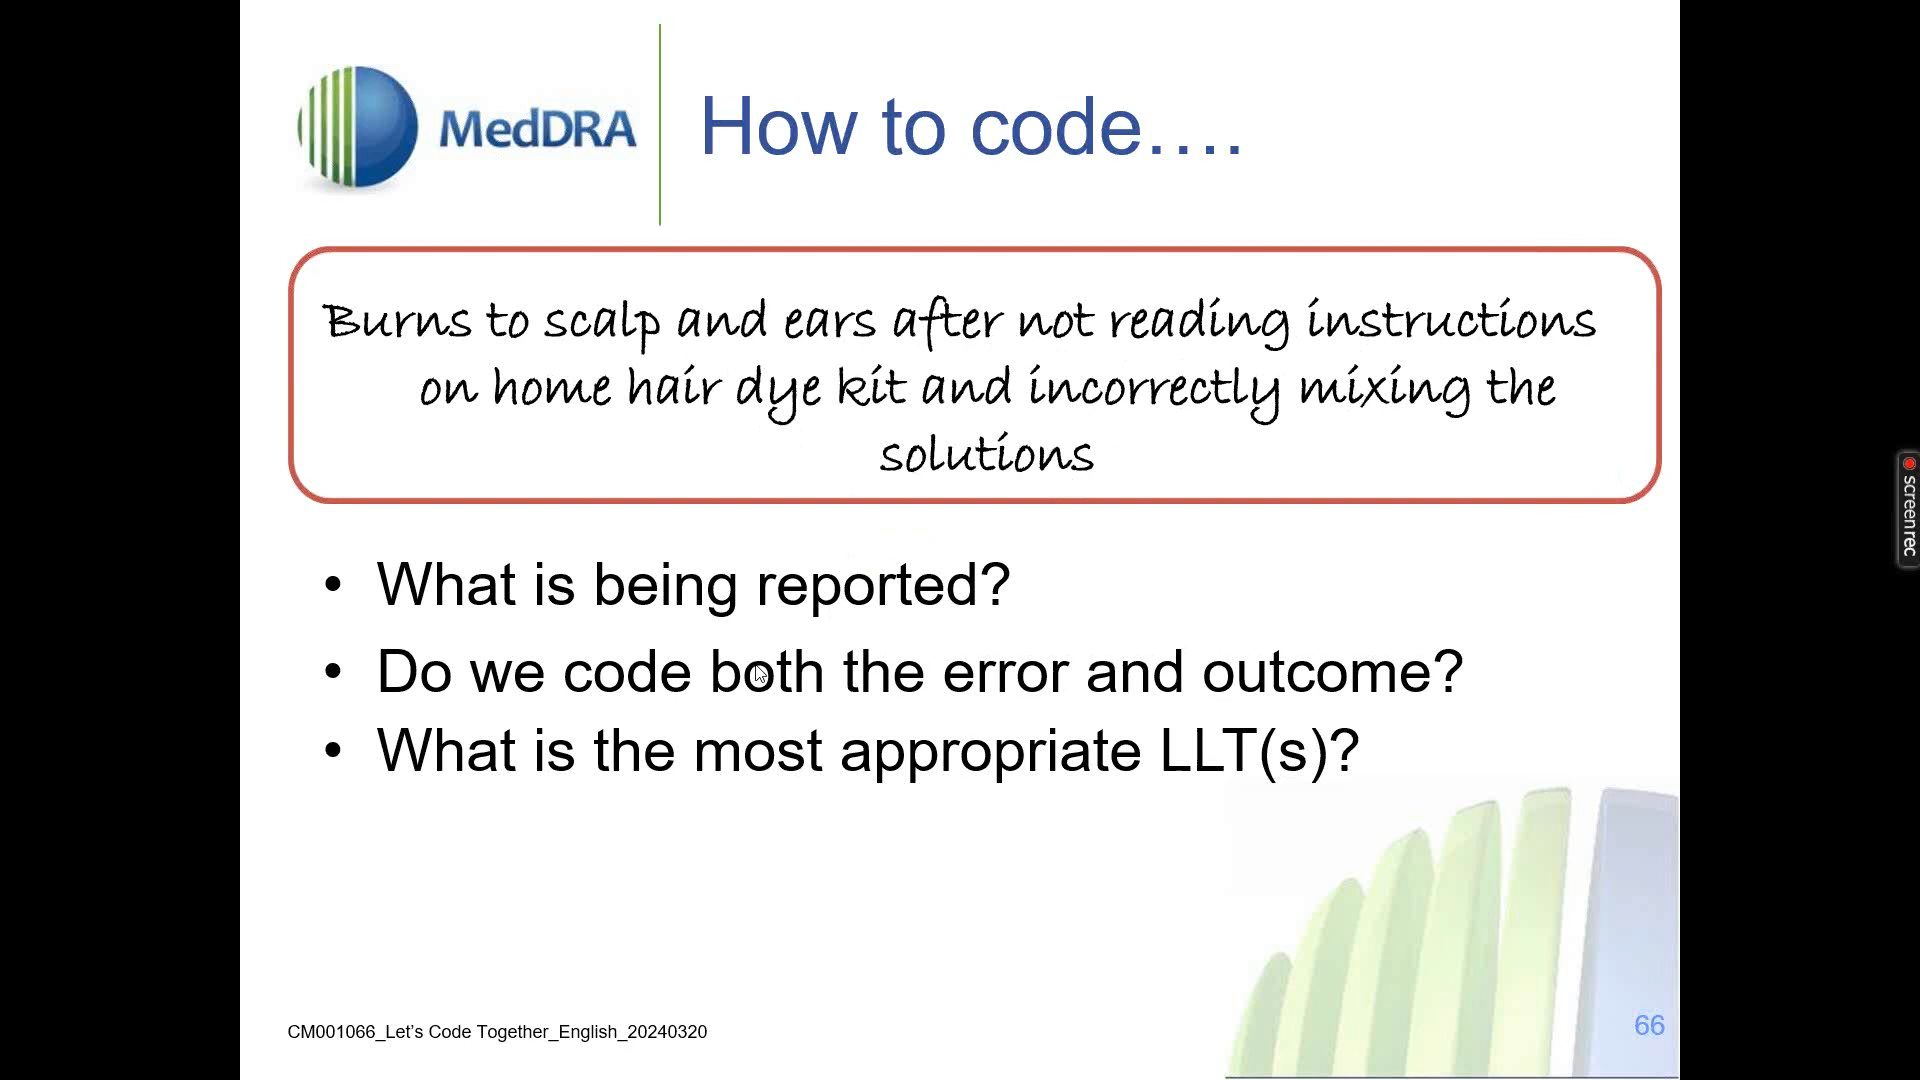 MedDRA
How to code....
Burns to scalp and ears after not reading instructions
on home hair dye kit and incorrectly mixing the
solutions
• What is being reported?
• Do we code both the error and outcome?
• What is the most appropriate LLT(s)?
CM001066_Let’s Code Together_English_20240320
66
screenrec